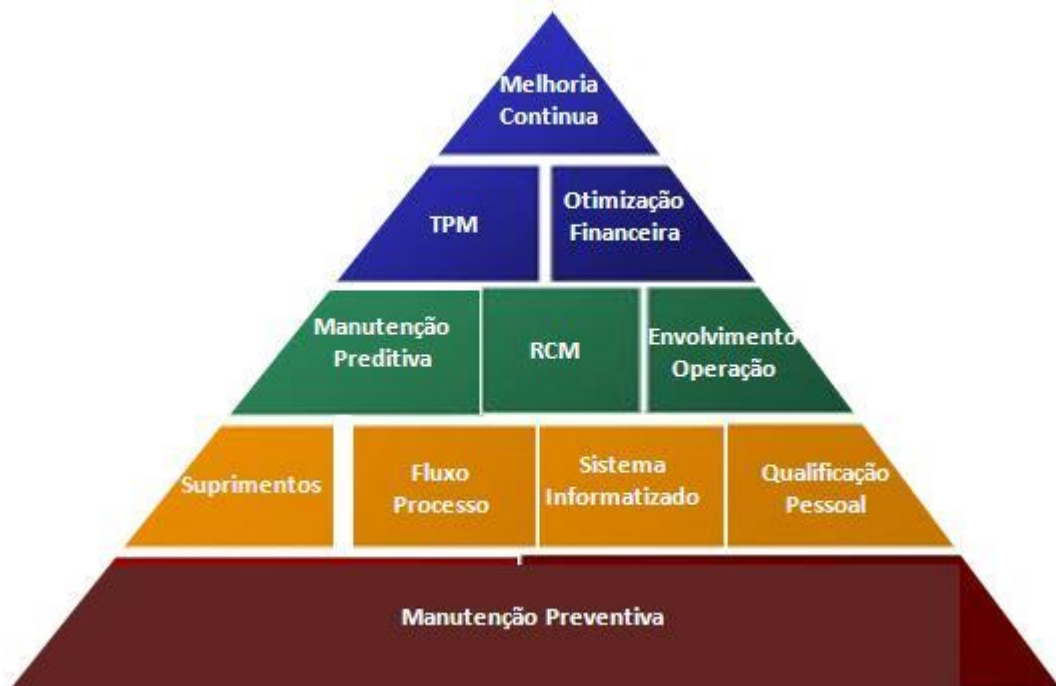 Melhoria
Continua
TPM
Otimização
Financeira
Manutenção
Preditiva
RCM
Envolvimento
Operação
Suprimentos
Fluxo
Processo
Sistema
Informatizado
Qualificação
Pessoal
Manutenção Preventiva